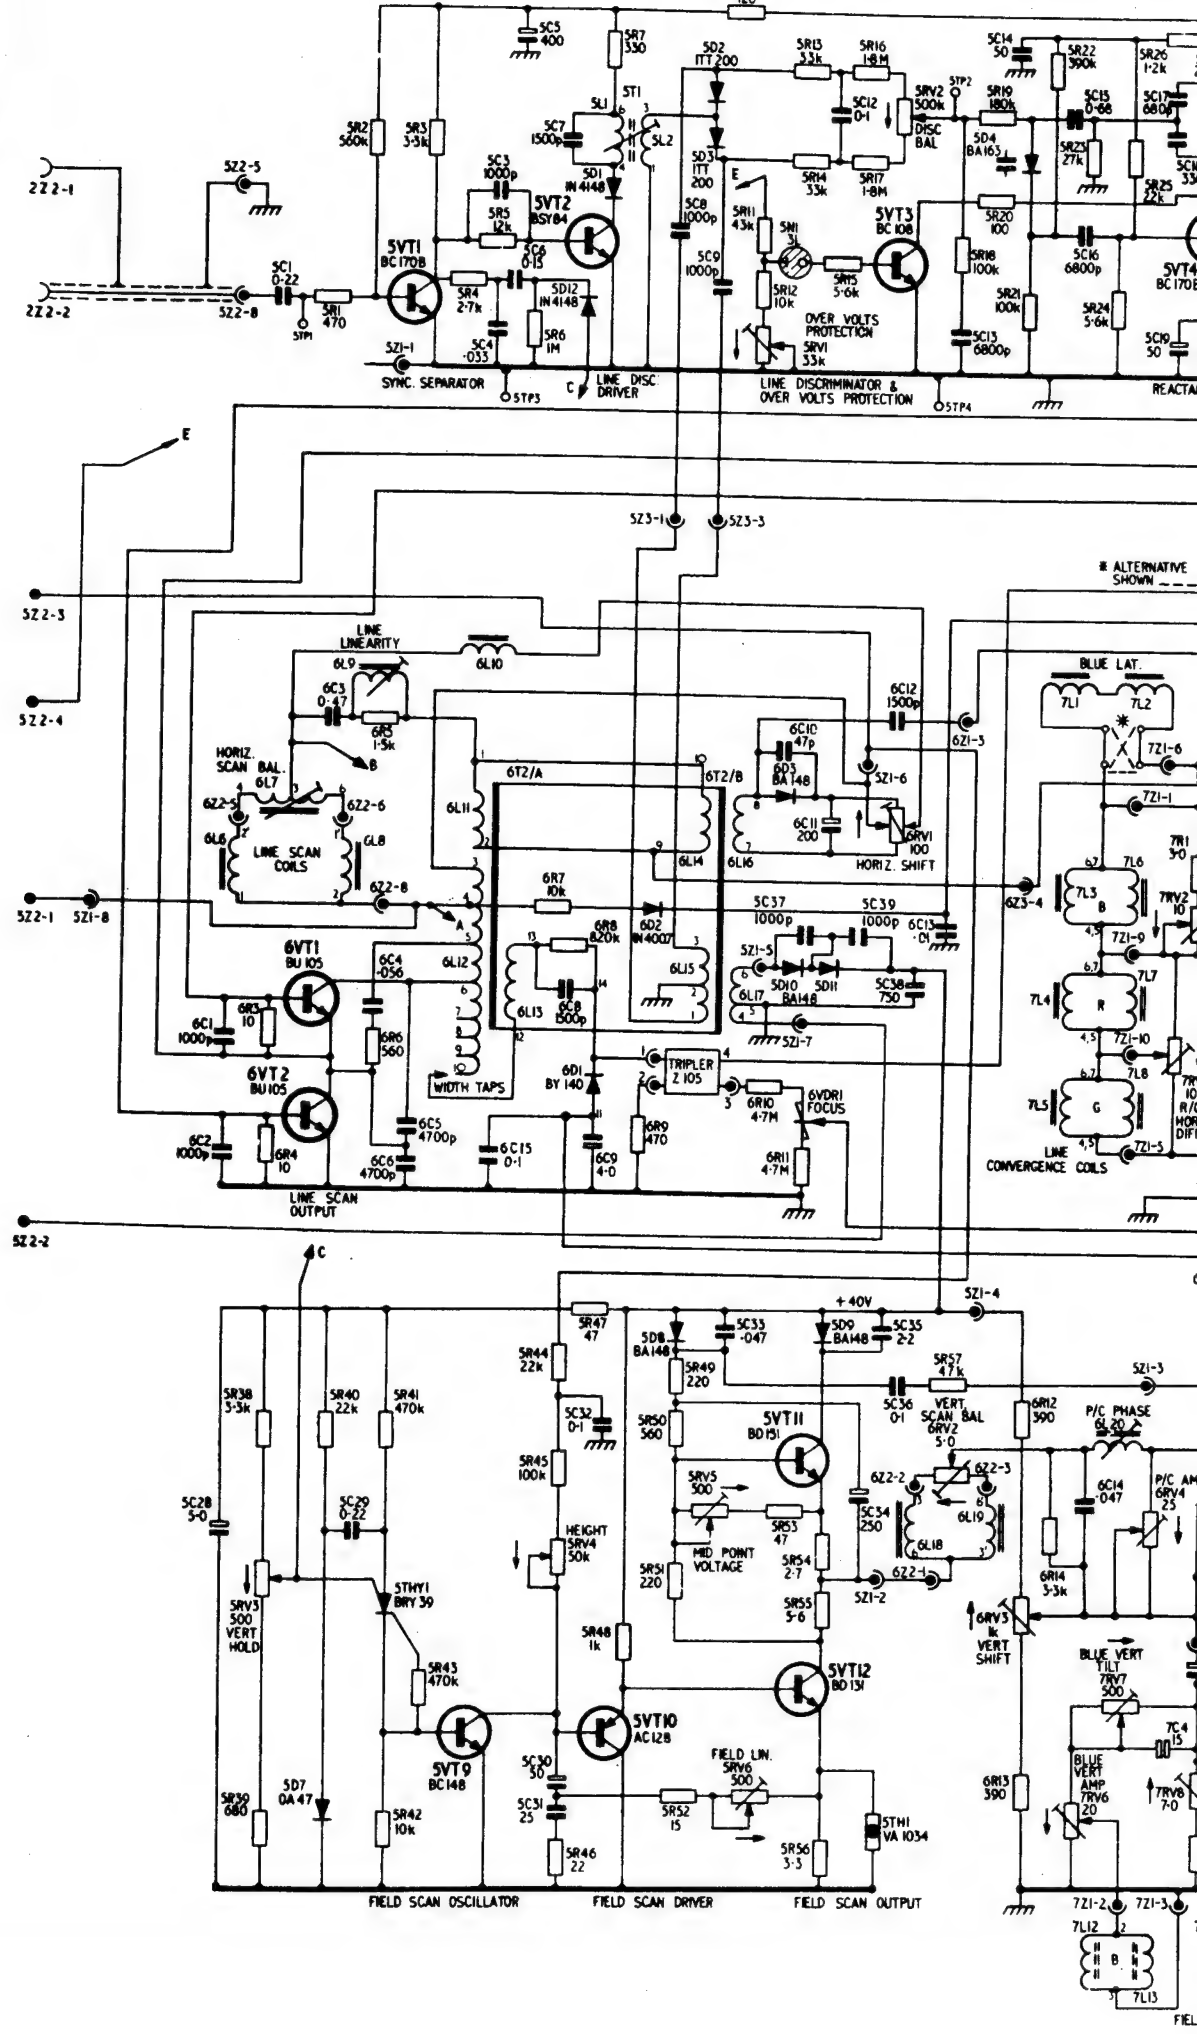 5C5
400
5R7
330
5R2
560k
5R3
3·3k
5T1
5L1
5C7
1500p
5L2
5D1
IN4148
5D2
ITT 200
5D3
ITT
200
5R13
33k
5R16
1·8M
5C12
0·1
5RV2
500k
DISC
BAL
5TP2
5R14
33k
5R17
1·8M
5C14
50
5R22
390k
5R26
1·2k
5R19
180k
5C15
0·68
5C17
680p
5D4
BA163
5R23
27k
5R25
22k
2Z2-1
5Z2-5
5C3
1000p
5R5
12k
5VT2
BSY84
5C6
0·15
5VT1
BC170B
5C1
0·22
2Z2-2
5Z2-8
5TP1
5R1
470
5R4
2·7k
5C4
·033
5D12
IN4148
5R6
1M
5C8
1000p
5C9
1000p
E
5R11
43k
5N1
3L
5VT3
BC 108
5R15
5·6k
5R12
10k
OVER VOLTS
PROTECTION
5RV1
33k
5R20
100
5R18
100k
5C13
6800p
5R21
100k
5C16
6800p
5R24
5·6k
5VT4
BC170B
5C19
50
5Z1-1
SYNC. SEPARATOR
5TP3
C
LINE DISC
DRIVER
LINE DISCRIMINATOR &
OVER VOLTS PROTECTION
5TP4
REACTA
E
5Z3-1
5Z3-3
* ALTERNATIVE
SHOWN
5Z2-3
LINE
LINEARITY
6L9
6L10
6C3
0·47
6R5
1·5k
5Z2-4
B
HORIZ.
SCAN BAL.
6L7
6Z2-5
6Z2-6
6L6
LINE SCAN
COILS
6L8
6Z2-8
5Z2-1
5Z1-8
A
6L11
6T2/A
6T2/B
6L14
6L16
6C10
47p
6D3
BA148
6C11
200
6C12
1500p
6Z1-3
5Z1-6
6RV1
100
HORIZ. SHIFT
BLUE LAT.
7L1
7L2
7Z1-6
7Z1-1
7R1
3·0
7RV2
10
6Z3-4
7L3
B
7L6
7Z1-9
7L4
R
7L7
7Z1-10
7L8
7L5
G
7Z1-5
LINE
CONVERGENCE COILS
6R7
10k
6R8
820k
6D2
IN4007
5C37
1000p
5C39
1000p
6C13
·01
6VT1
BU105
6C4
·056
6L12
6L13
6C8
1500p
6L15
6L17
5Z1-5
5D10
BA148
5D11
5C38
750
5Z1-7
6R3
10
6C1
1000p
6R6
560
6VT2
BU105
WIDTH TAPS
6D1
BY 140
TRIPLER
Z 105
6R10
4·7M
6VDR1
FOCUS
6C2
1000p
6R4
10
6C5
4700p
6C6
4700p
6C15
0·1
6C9
4·0
6R9
470
6R11
4·7M
LINE SCAN
OUTPUT
5Z2-2
C
+40V
5Z1-4
5R47
47
5R44
22k
5D8
BA148
5C33
·047
5D9
BA148
5C35
2·2
5R49
220
5R57
47k
5Z1-3
5C36
0·1
5R38
3·3k
5R40
22k
5R41
470k
5C32
0·1
5R50
560
5VT11
BD131
VERT.
SCAN BAL
6RV2
5·0
6R12
390
P/C PHASE
6L20
5R45
100k
5RV5
500
6Z2-2
6Z2-3
6C14
·047
P/C AM
6RV4
25
5C28
5·0
5C29
0·22
HEIGHT
5RV4
50k
5R53
47
MID POINT
VOLTAGE
5C34
250
6L18
6L19
5R51
220
5R54
2·7
5Z1-2
6Z2-1
6R14
3·3k
5RV3
500
VERT
HOLD
5THY1
BRY39
5R48
1k
5R55
5·6
6RV3
1k
VERT
SHIFT
5R43
470k
5VT12
BD131
BLUE VERT
TILT
7RV7
500
5VT10
AC128
5VT9
BC148
FIELD LIN.
5RV6
500
7C4
15
5R39
680
5D7
OA47
5R42
10k
5C30
50
5C31
25
5R52
15
6R13
390
BLUE
VERT
AMP
7RV6
20
7RV8
7·0
5R46
22
5R56
3·3
5TH1
VA1034
FIELD SCAN OSCILLATOR
FIELD SCAN DRIVER
FIELD SCAN OUTPUT
7Z1-2
7Z1-3
7L12
B
7L13
FIEL